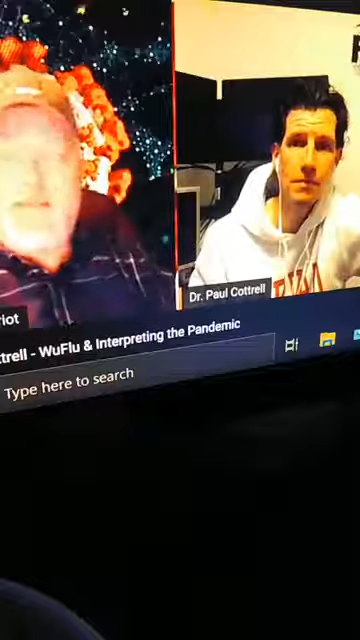 riot
Dr. Paul Cottrell
trell - WuFlu & Interpreting the Pandemic
Type here to search